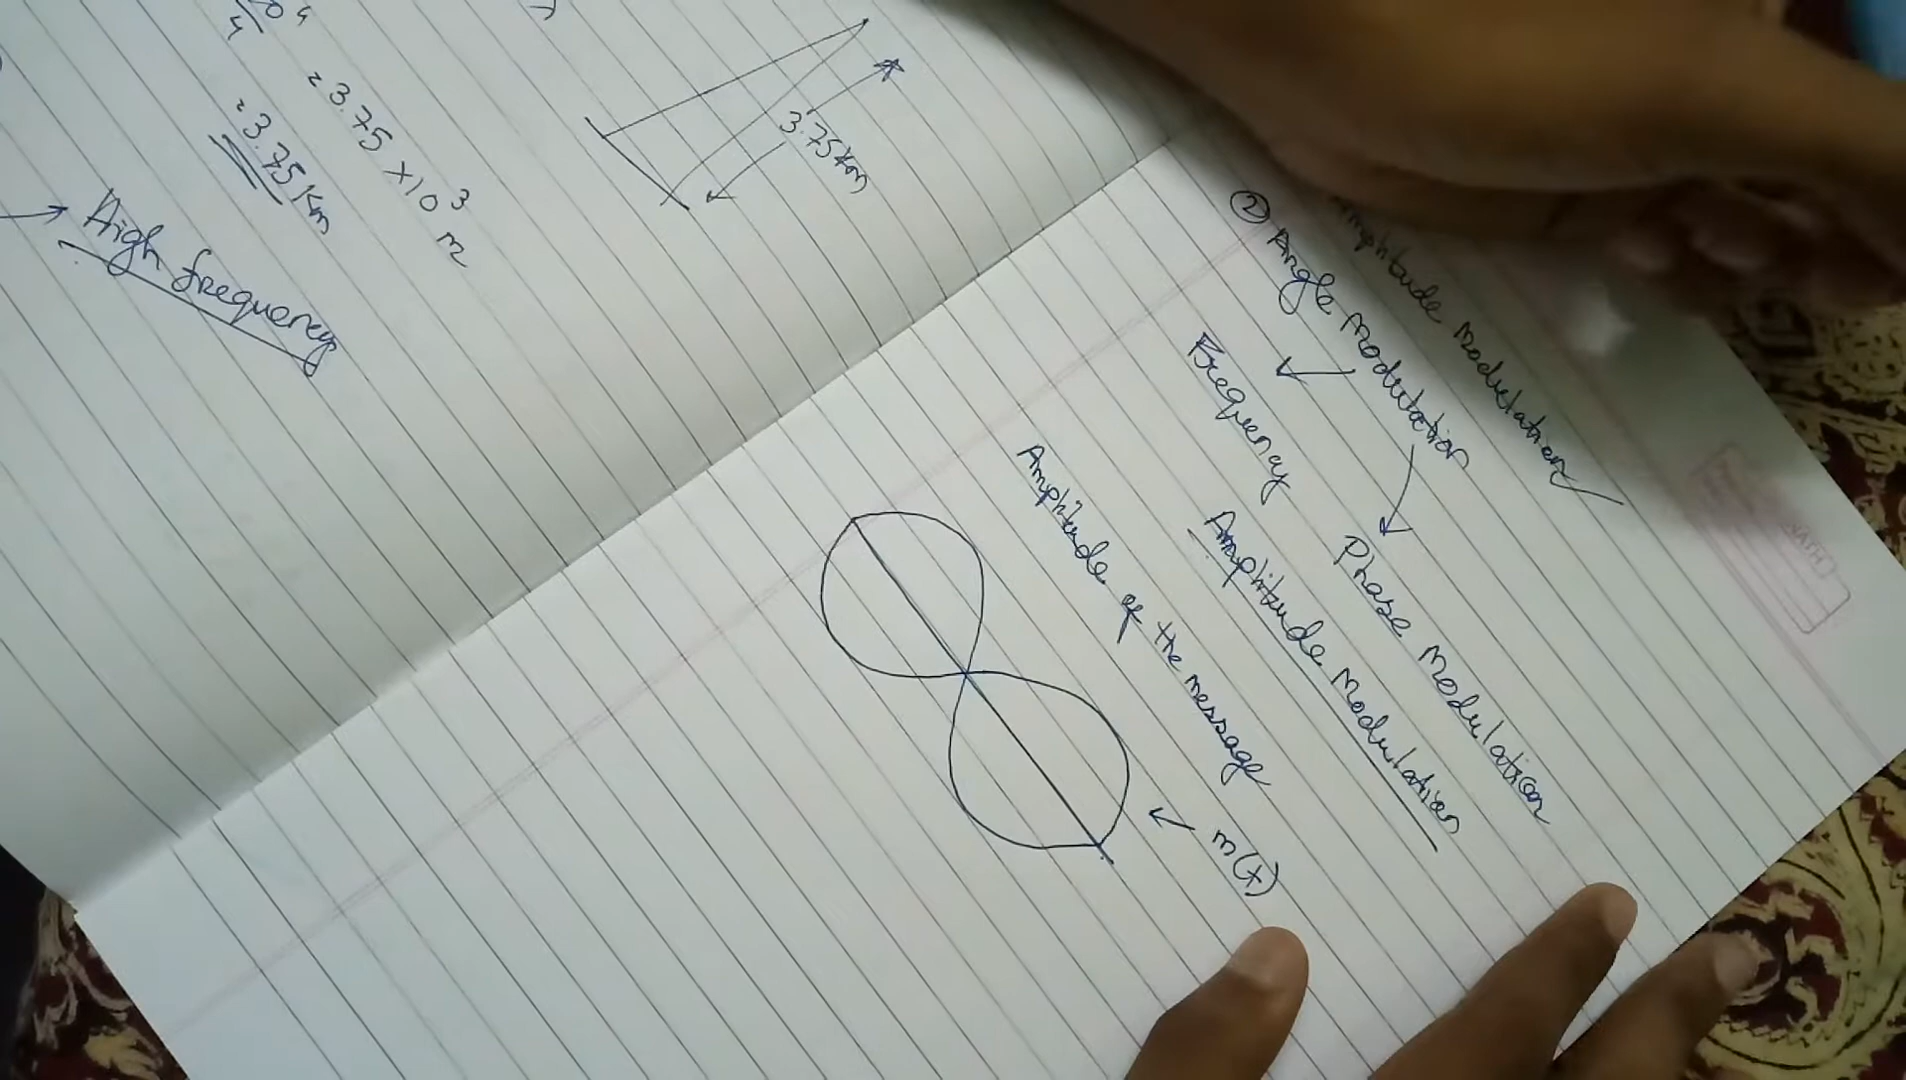 4
= 3.75 × 10³ m
= 3.75 Km
3.75 Km
→ High frequency
Amplitude Modulation
② Angle Modulation
Frequency
Phase Modulation
Amplitude Modulation
Amplitude of the message
m(t)